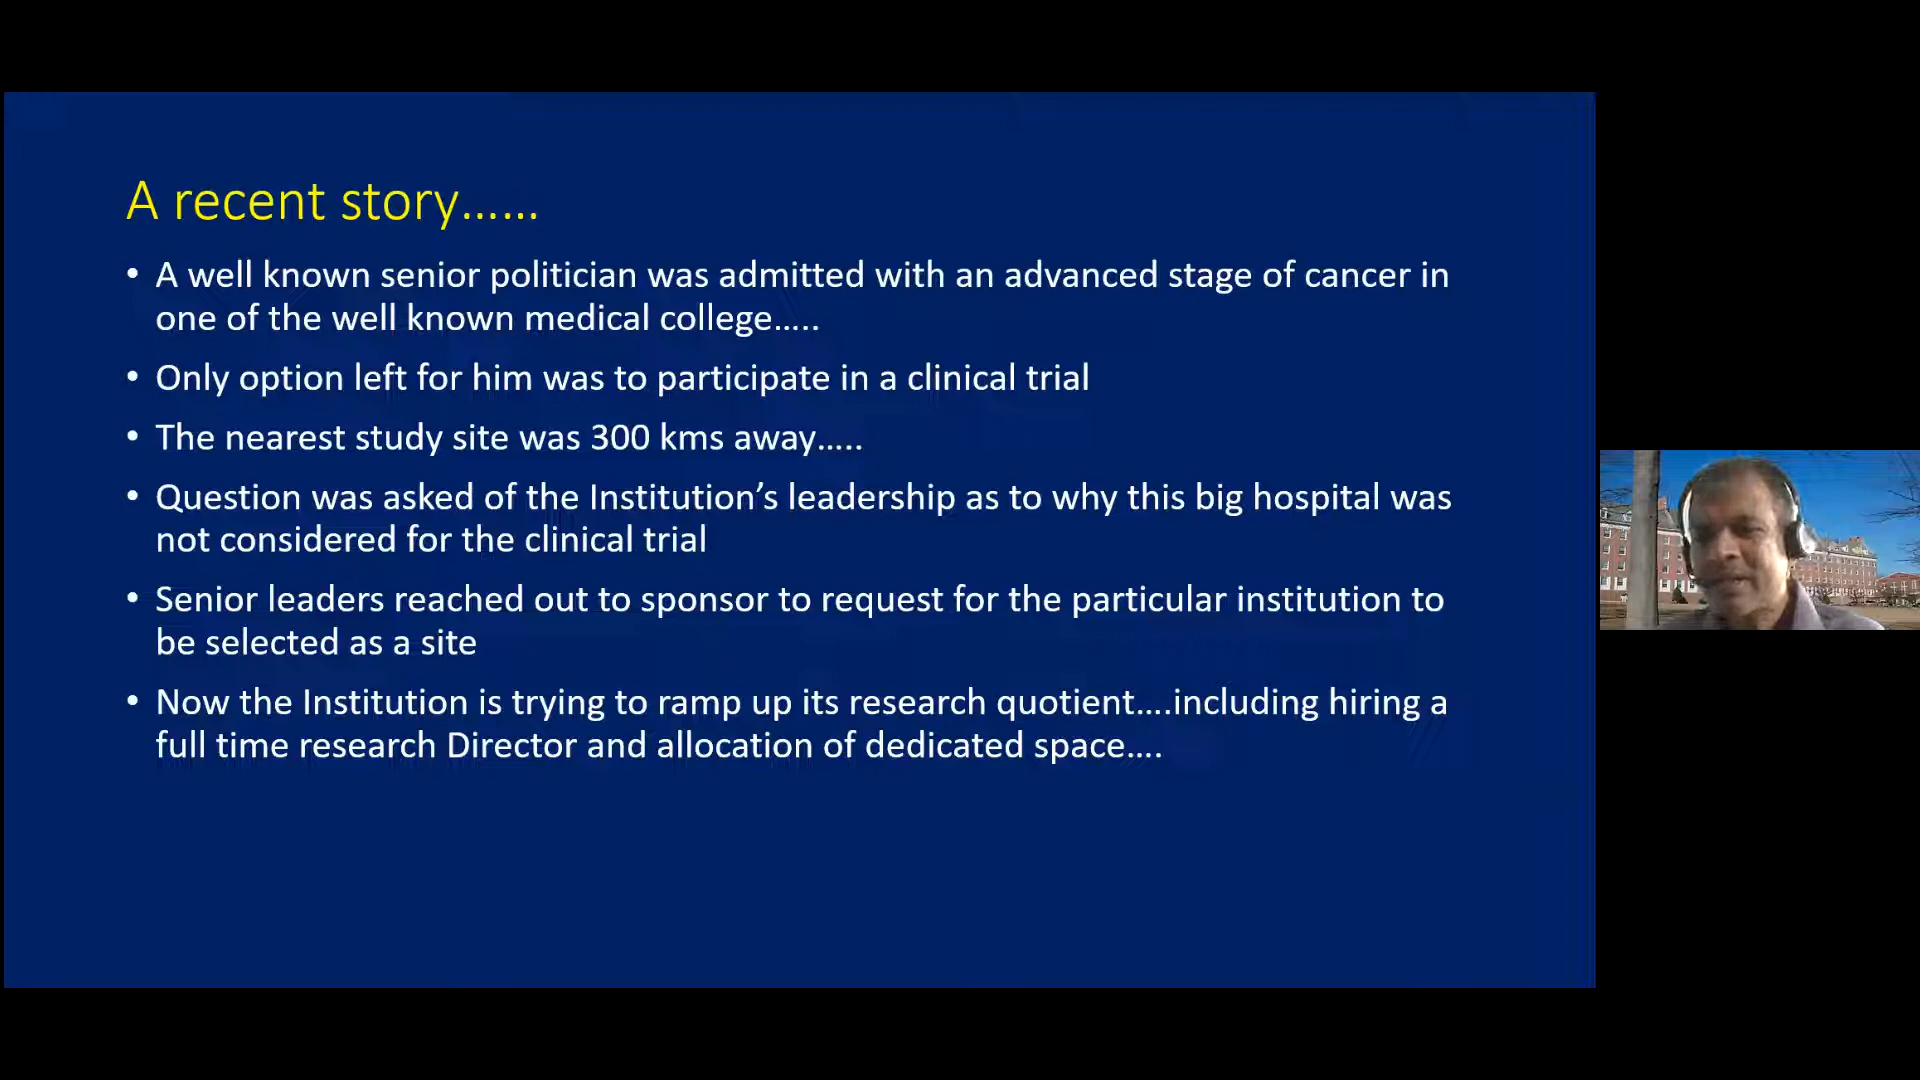 A recent story……
• A well known senior politician was admitted with an advanced stage of cancer in
one of the well known medical college…..
• Only option left for him was to participate in a clinical trial
• The nearest study site was 300 kms away…..
• Question was asked of the Institution’s leadership as to why this big hospital was
not considered for the clinical trial
• Senior leaders reached out to sponsor to request for the particular institution to
be selected as a site
• Now the Institution is trying to ramp up its research quotient….including hiring a
full time research Director and allocation of dedicated space….